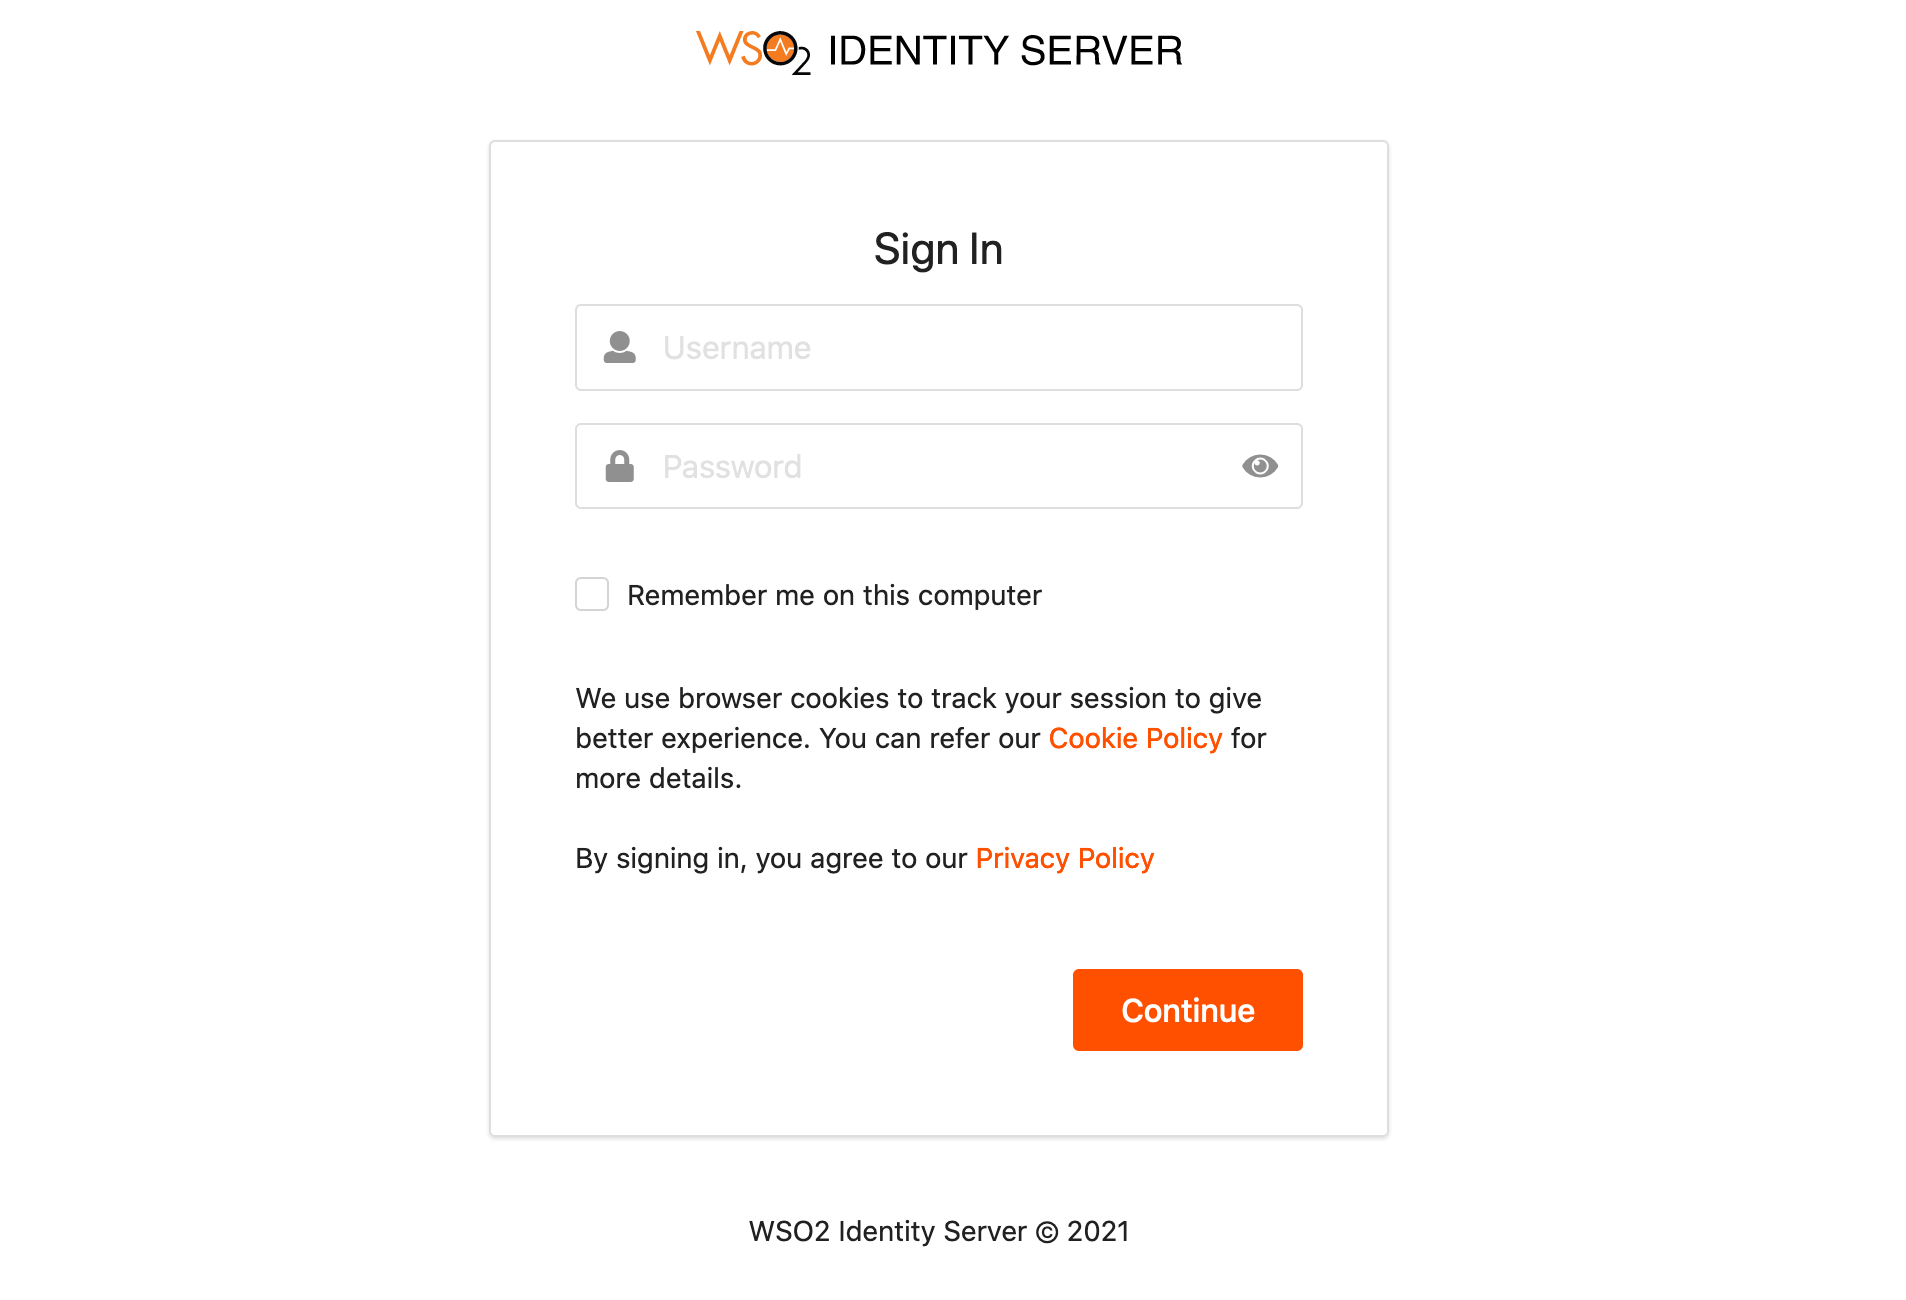 WSO2 IDENTITY SERVER
Sign In
Username
Password
Remember me on this computer
We use browser cookies to track your session to give
better experience. You can refer our Cookie Policy for
more details.
By signing in, you agree to our Privacy Policy
Continue
WSO2 Identity Server © 2021